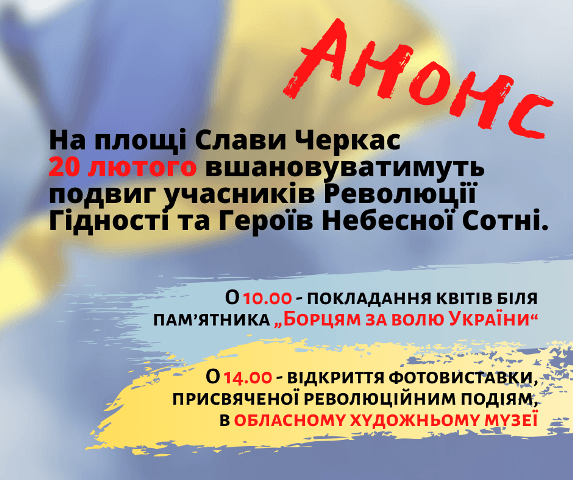 Анонс
На площі Слави Черкас
20 лютого вшановуватимуть
подвиг учасників Революції
Гідності та Героїв Небесної Сотні.
О 10.00 - покладання квітів біля
пам’ятника „Борцям за волю України“
О 14.00 - відкриття фотовиставки,
присвяченої революційним подіям,
в обласному художньому музеї